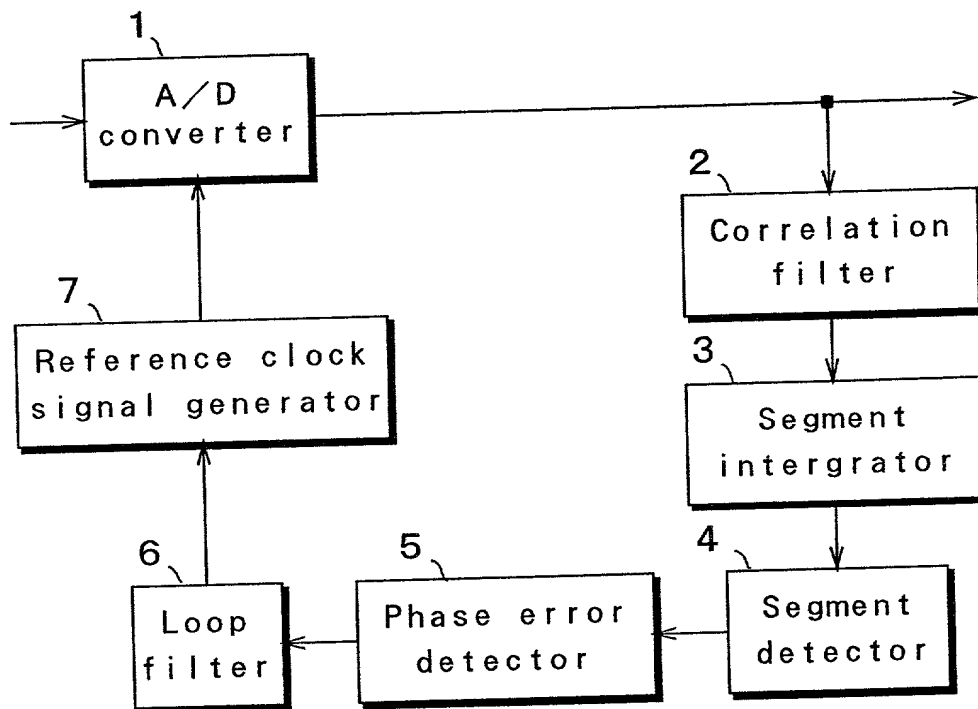 1
A/D
converter
2
Correlation
filter
7
Reference clock
signal generator
3
Segment
intergrator
6
Loop
filter
5
Phase error
detector
4
Segment
detector